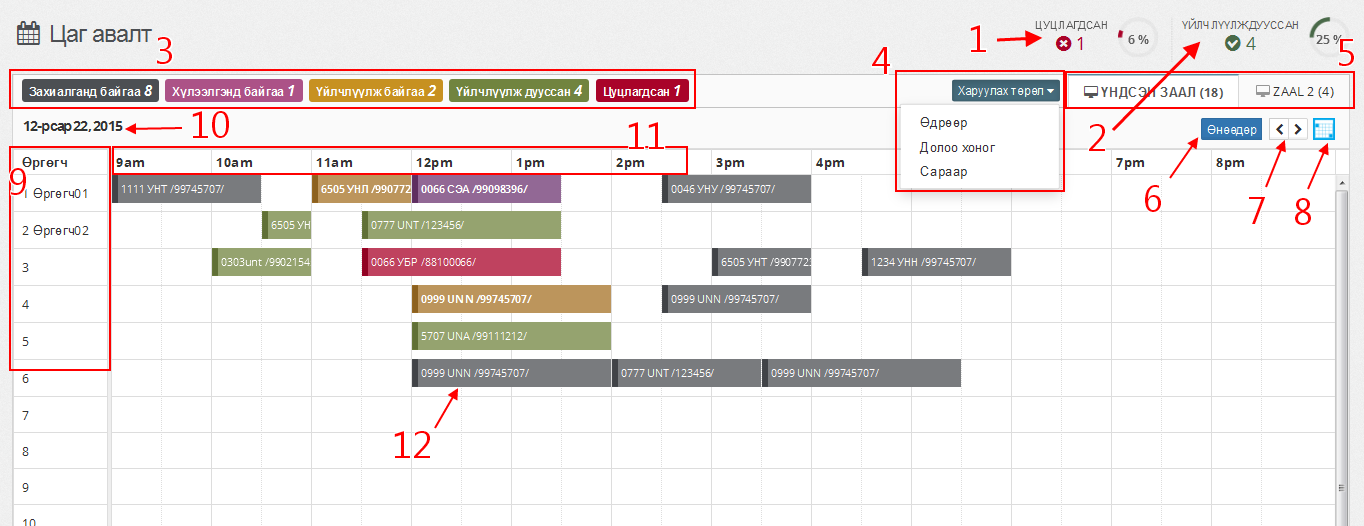 Цаг авалт
3
1
ЦУЦЛАГДСАН
1
6 %
ҮЙЛЧЛҮҮЛЖДУУССАН
4
25 %
4
5
Захиалганд байгаа 8
Хүлээлгэнд байгаа 1
Үйлчлүүлж байгаа 2
Үйлчлүүлж дууссан 4
Цуцлагдсан 1
Харуулах төрөл
ҮНДСЭН ЗААЛ (18)
ZAAL 2 (4)
Өдрөөр
Долоо хоног
Сараар
12-рсар 22, 2015
10
11
2
Өнөөдөр
6
7
8
Өргөгч
9am
10am
11am
12pm
1pm
2pm
3pm
4pm
7pm
8pm
9
1 Өргөгч01
1111 УНТ /99745707/
6505 УНЛ /9907723
0066 СЭА /99098396/
0046 УНУ /99745707/
2 Өргөгч02
6505 УН
0777 UNT /123456/
3
0303unt /9902154
0066 УБР /88100066/
6505 УНТ /9907723
1234 УНН /99745707/
4
0999 UNN /99745707/
0999 UNN /99745707/
5
5707 UNA /99111212/
6
0999 UNN /99745707/
0777 UNT /123456/
0999 UNN /99745707/
12
7
8
9
10